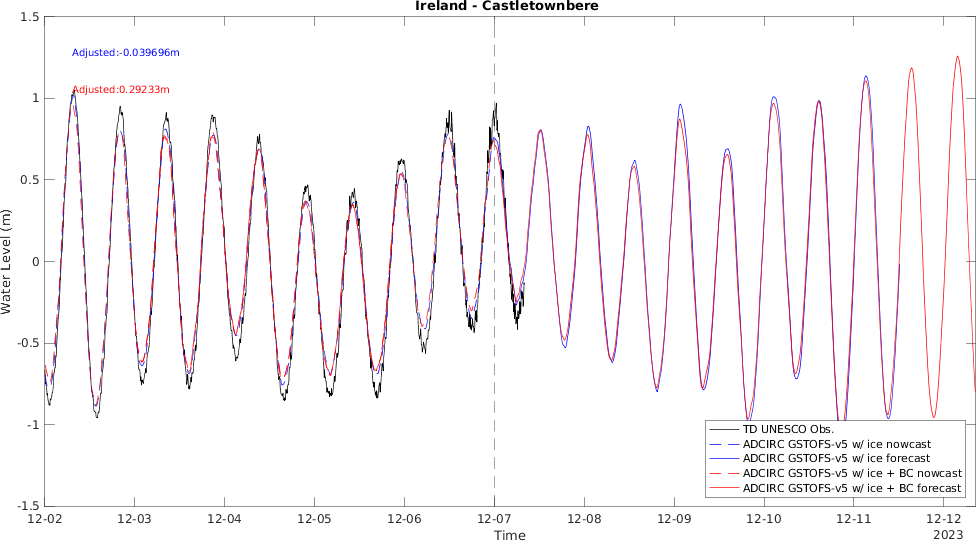 Ireland - Castletownbere
1.5
Adjusted:-0.039696m
Adjusted:0.29233m
1
0.5
0
-0.5
-1
-1.5
Water Level (m)
TD UNESCO Obs.
ADCIRC GSTOFS-v5 w/ ice nowcast
ADCIRC GSTOFS-v5 w/ ice forecast
ADCIRC GSTOFS-v5 w/ ice + BC nowcast
ADCIRC GSTOFS-v5 w/ ice + BC forecast
12-02 12-03 12-04 12-05 12-06 12-07 12-08 12-09 12-10 12-11 12-12
Time
2023